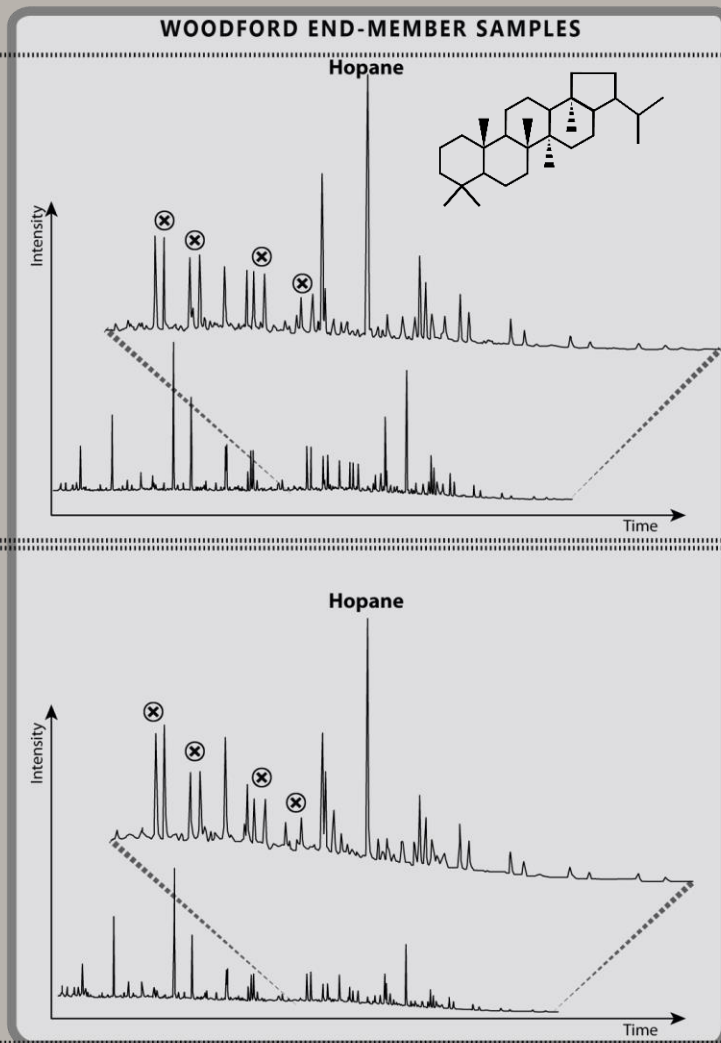 WOODFORD END-MEMBER SAMPLES
Hopane
Intensity
Time
Hopane
Intensity
Time